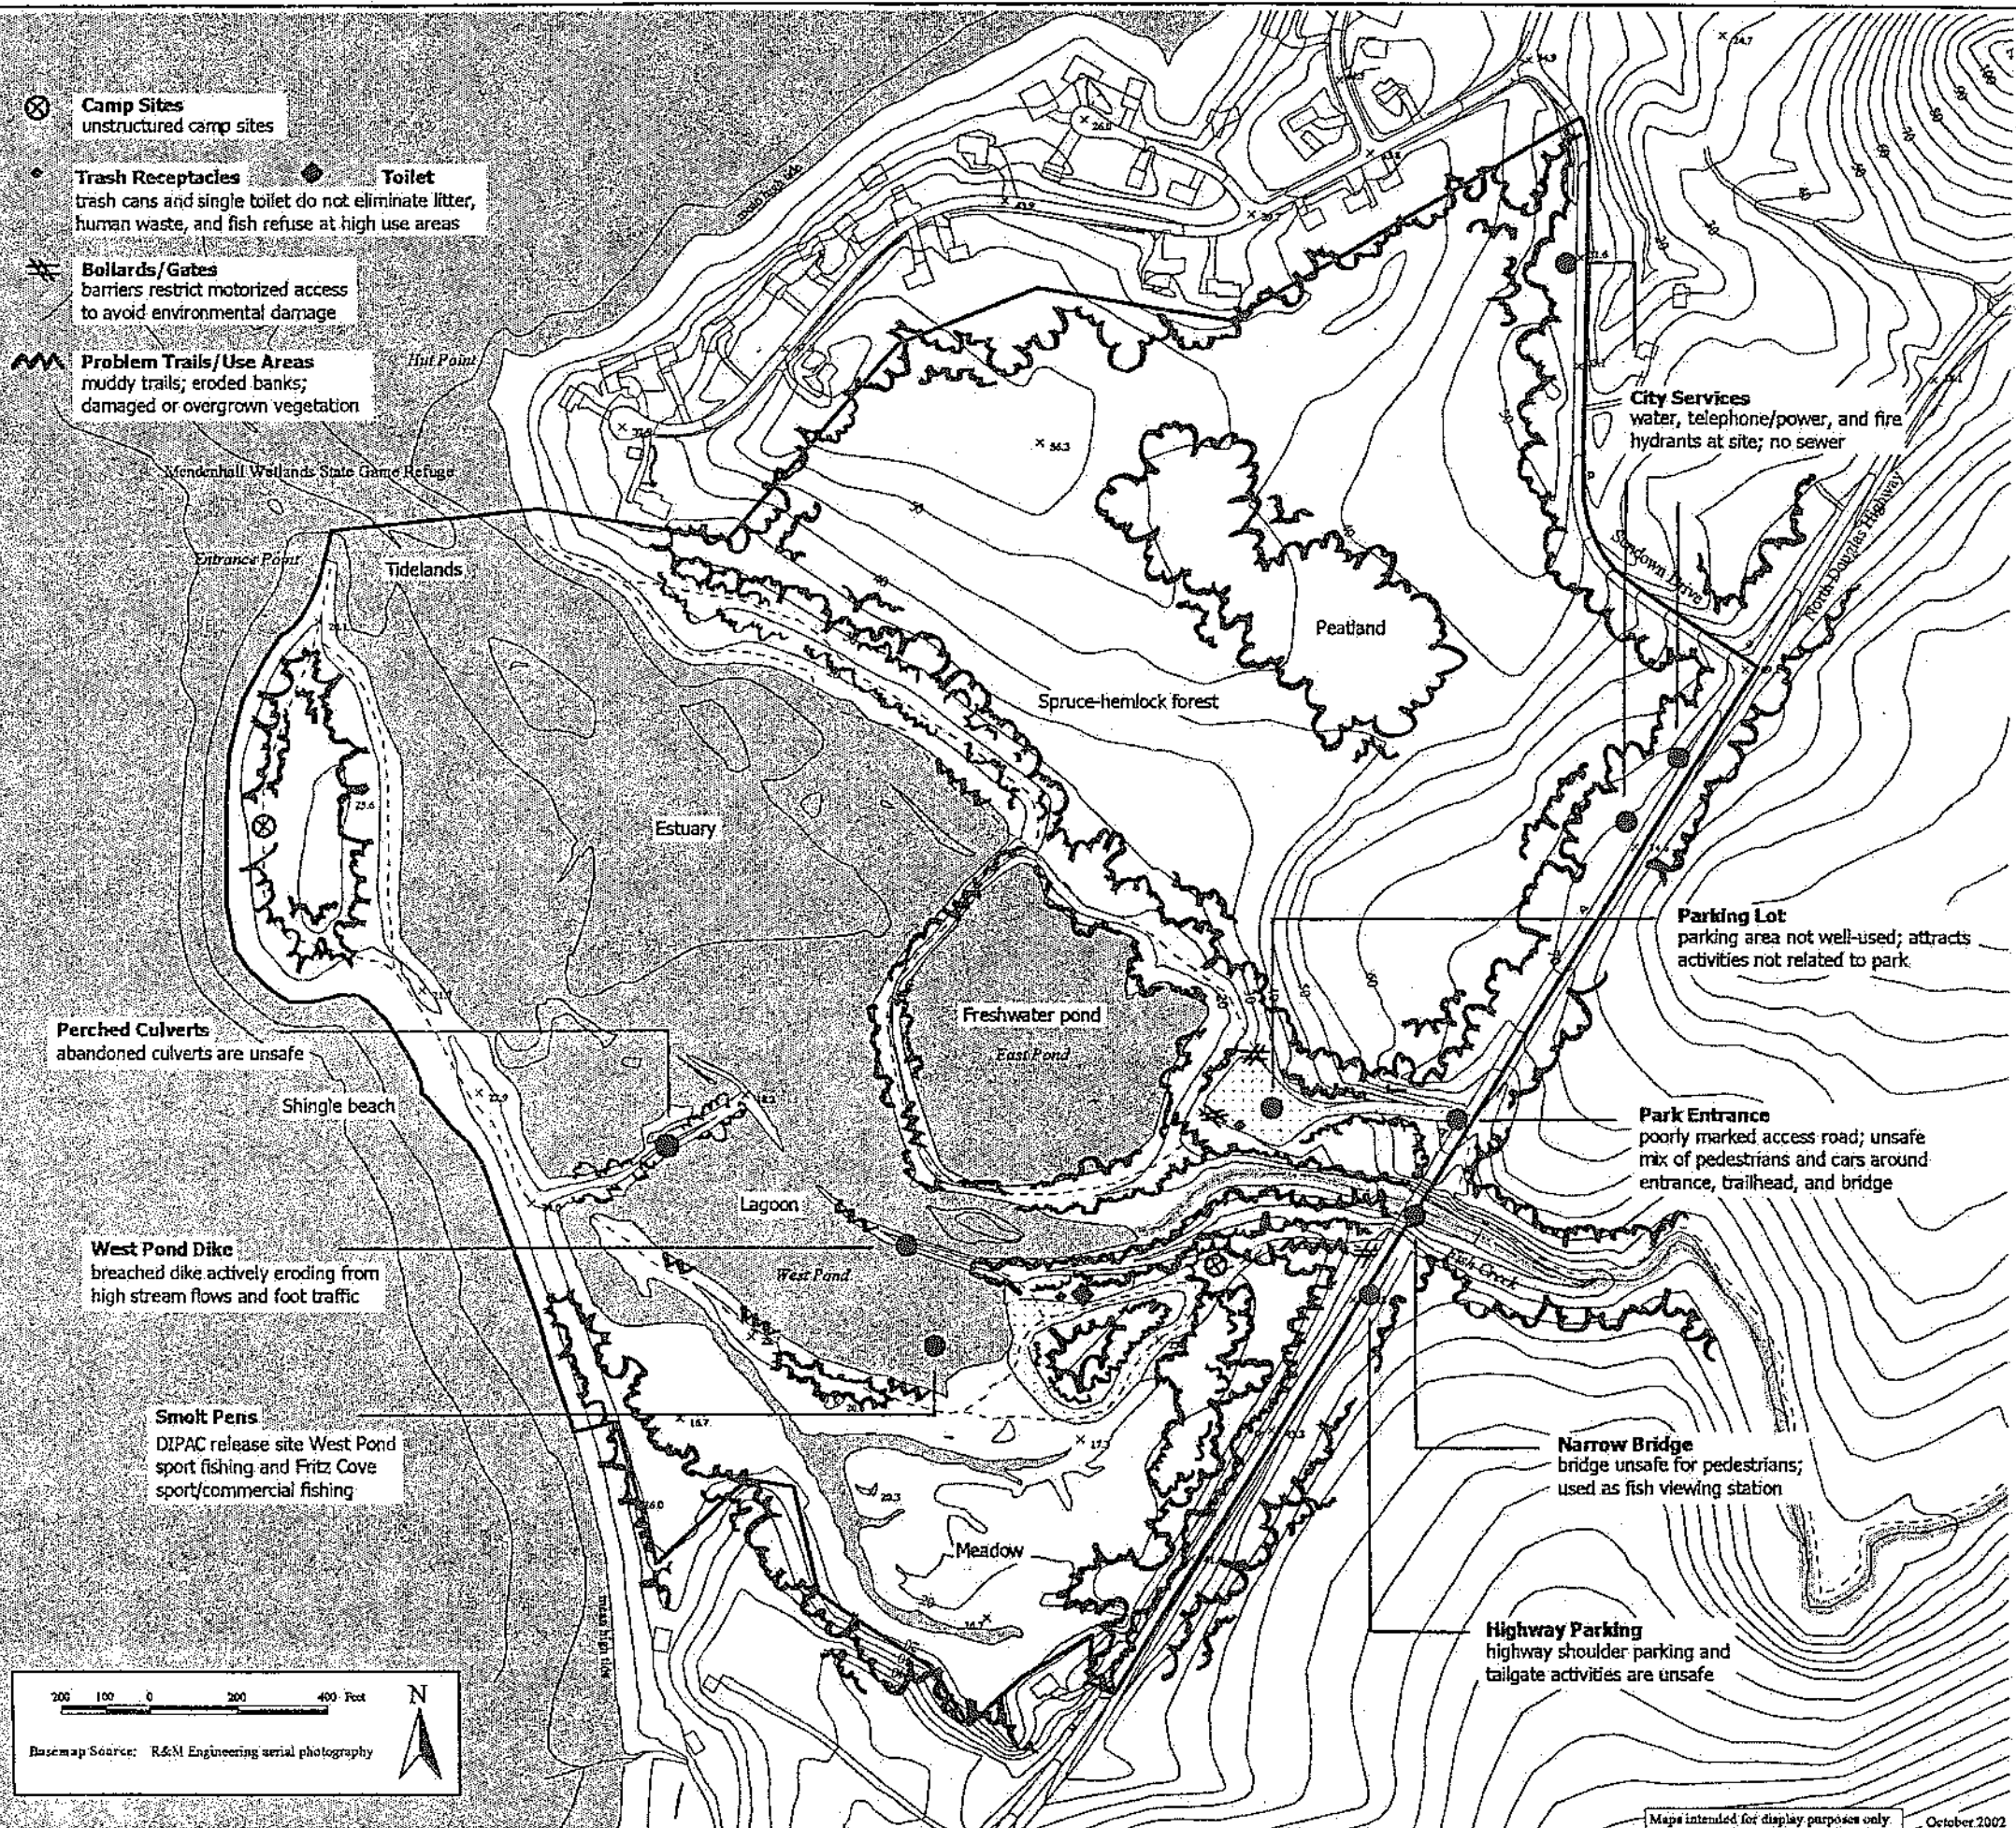 Camp Sites
unstructured camp sites
Trash Receptacles
Toilet
trash cans and single toilet do not eliminate litter,
human waste, and fish refuse at high use areas
Bollards/Gates
barriers restrict motorized access
to avoid environmental damage
Problem Trails/Use Areas
muddy trails; eroded banks;
damaged or overgrown vegetation
mean high tide
Hut Point
Mendenhall Wetlands State Game Refuge
Entrance Point
Tidelands
City Services
water, telephone/power, and fire
hydrants at site; no sewer
Sundown Drive
North Douglas Highway
Peatland
Spruce-hemlock forest
Estuary
Parking Lot
parking area not well-used; attracts
activities not related to park
Freshwater pond
East Pond
Perched Culverts
abandoned culverts are unsafe
Shingle beach
Park Entrance
poorly marked access road; unsafe
mix of pedestrians and cars around
entrance, trailhead, and bridge
Lagoon
West Pond Dike
breached dike actively eroding from
high stream flows and foot traffic
West Pond
Fish Creek
Smolt Pens
DIPAC release site West Pond
sport fishing and Fritz Cove
sport/commercial fishing
Narrow Bridge
bridge unsafe for pedestrians;
used as fish viewing station
Meadow
Highway Parking
highway shoulder parking and
tailgate activities are unsafe
mean high tide
200 100 0 200 400 Feet
N
Basemap Source: R&M Engineering aerial photography
Maps intended for display purposes only
October 2002